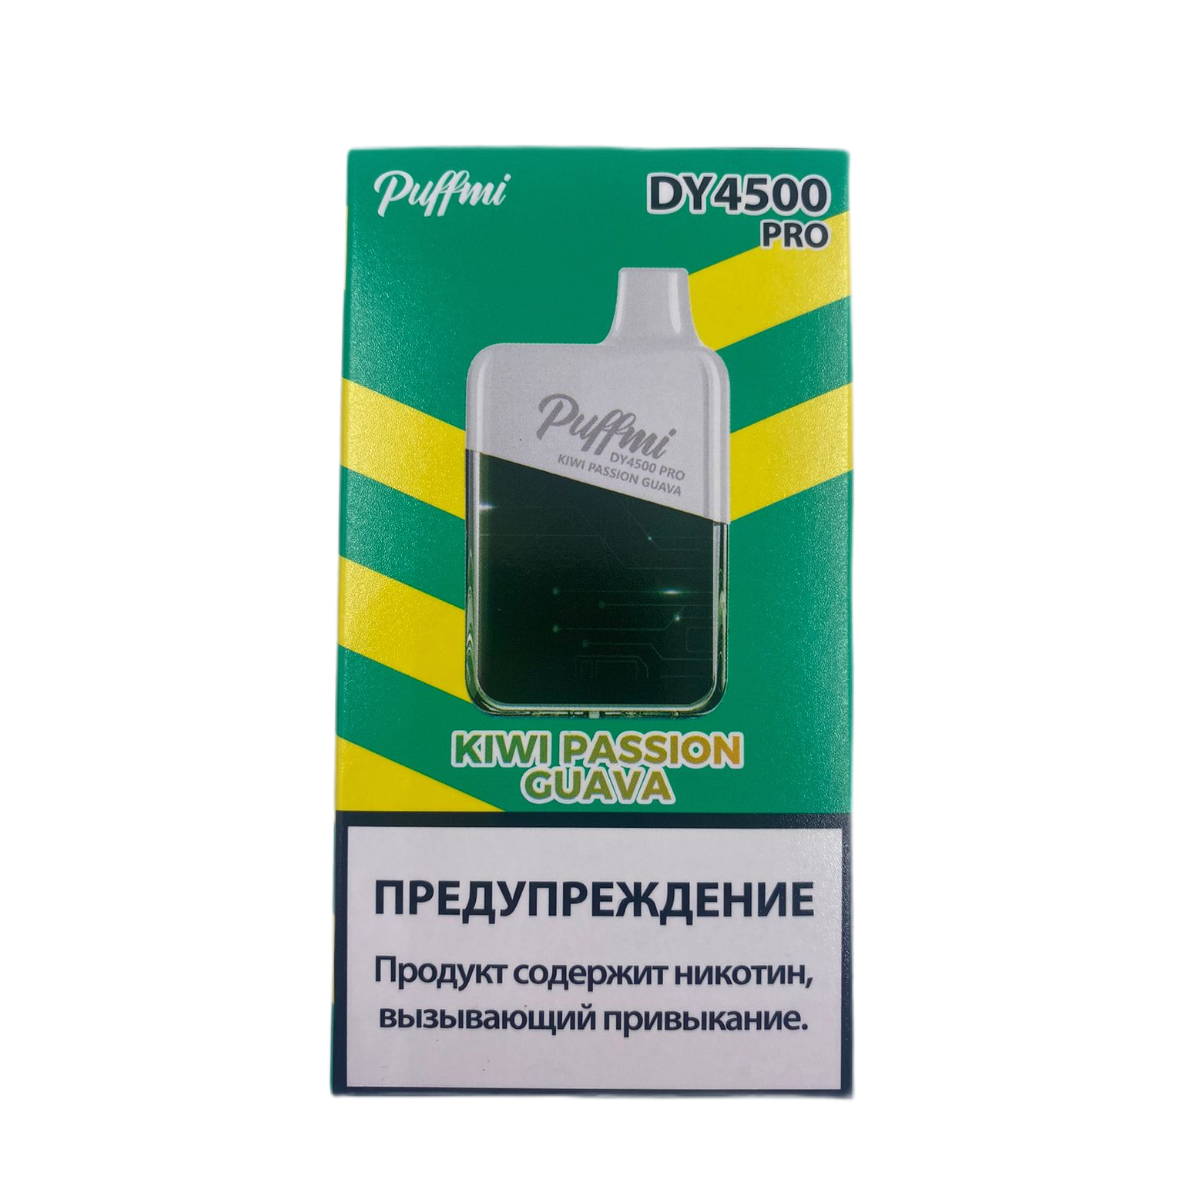 Puffmi
DY4500
PRO
Puffmi
DY4500 PRO
KIWI PASSION GUAVA
KIWI PASSION
GUAVA
ПРЕДУПРЕЖДЕНИЕ
Продукт содержит никотин,
вызывающий привыкание.